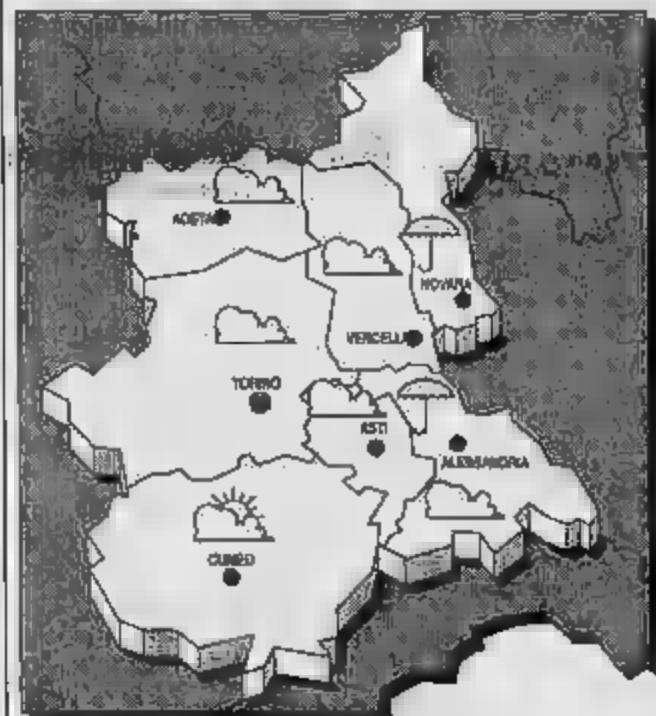 AOSTA
NOVARA
VERCELLI
TORINO
ASTI
ALESSANDRIA
CUNEO